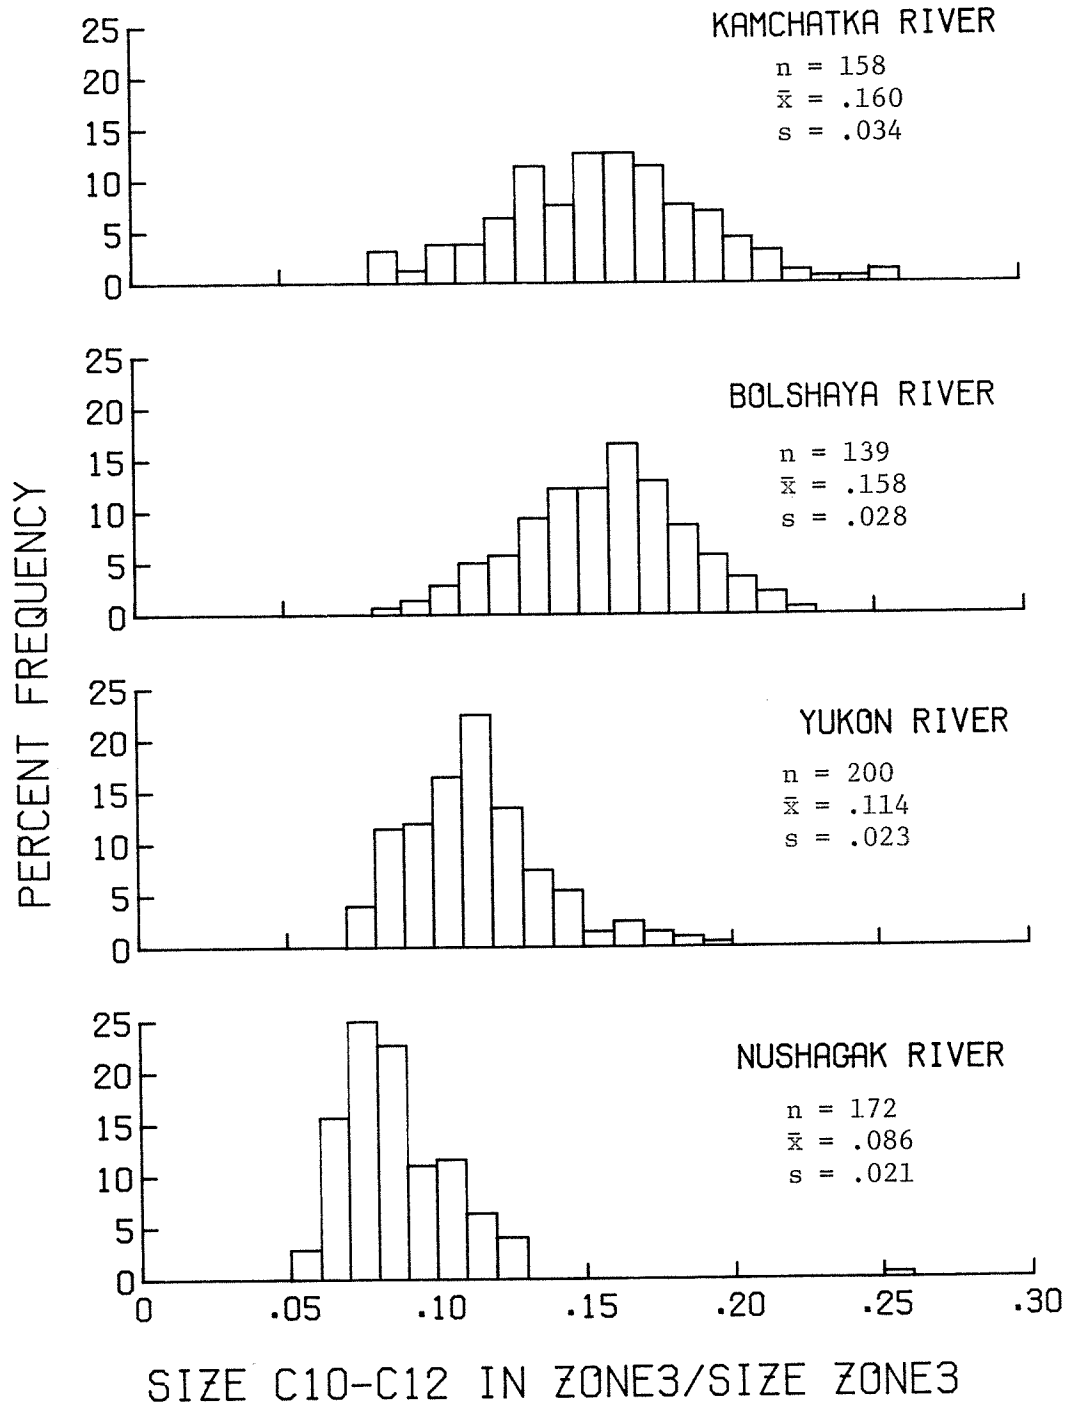 KAMCHATKA RIVER
n = 158
x̄ = .160
s = .034
25
20
15
10
5
0
BOLSHAYA RIVER
n = 139
x̄ = .158
s = .028
25
20
15
10
5
0
PERCENT FREQUENCY
YUKON RIVER
n = 200
x̄ = .114
s = .023
25
20
15
10
5
0
NUSHAGAK RIVER
n = 172
x̄ = .086
s = .021
25
20
15
10
5
0
0 .05 .10 .15 .20 .25 .30
SIZE C10-C12 IN ZONE3/SIZE ZONE3